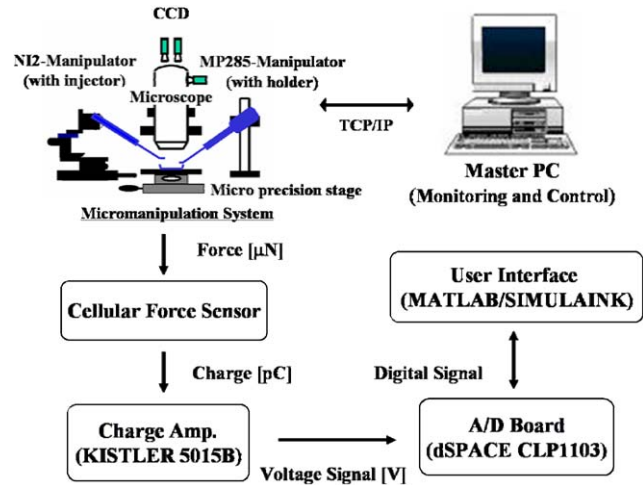 CCD
NI2-Manipulator
(with injector)
MP285-Manipulator
(with holder)
Microscope
TCP/IP
Micro precision stage
Micromanipulation System
Master PC
(Monitoring and Control)
Force [μN]
Cellular Force Sensor
User Interface
(MATLAB/SIMULAINK)
Charge [pC]
Digital Signal
Charge Amp.
(KISTLER 5015B)
Voltage Signal [V]
A/D Board
(dSPACE CLP1103)